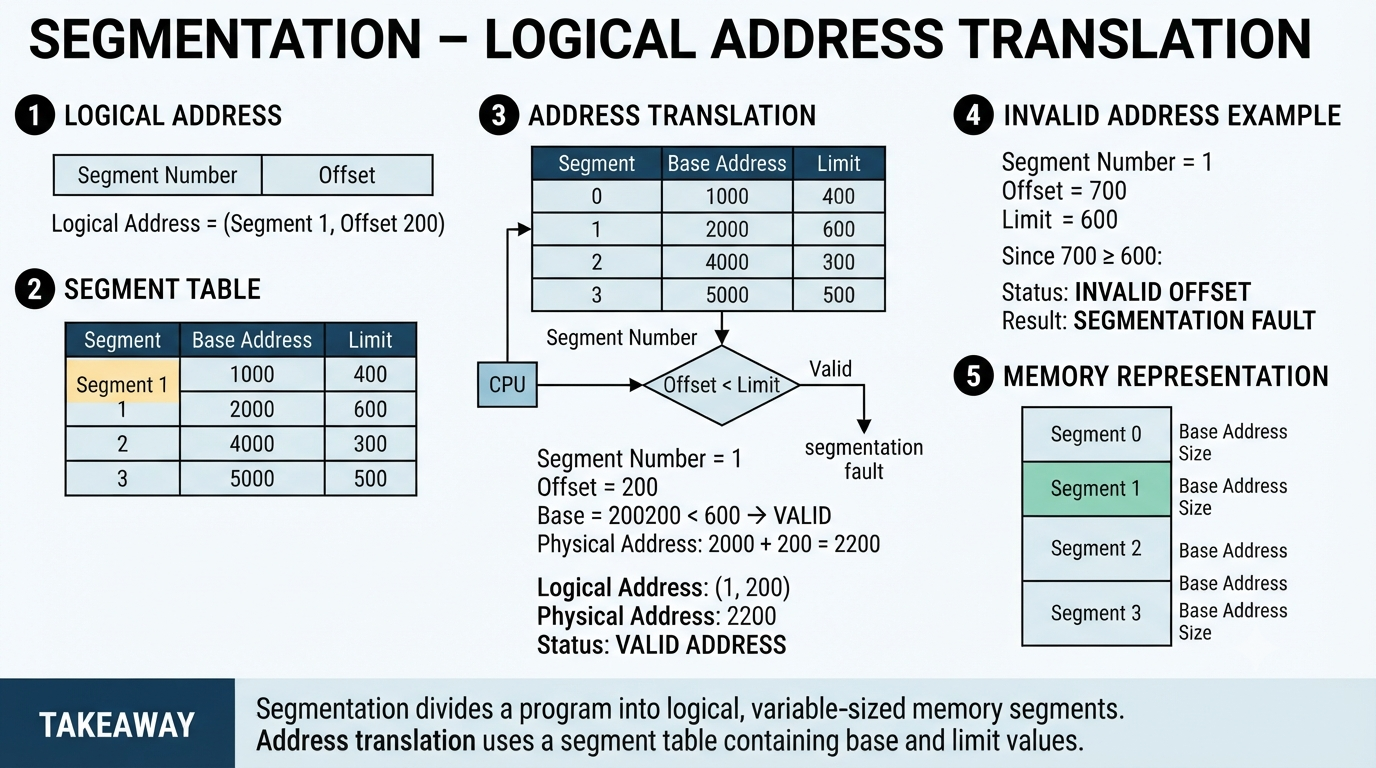 SEGMENTATION – LOGICAL ADDRESS TRANSLATION
1 LOGICAL ADDRESS
Segment Number Offset
Logical Address = (Segment 1, Offset 200)
2 SEGMENT TABLE
Segment Base Address Limit
Segment 1 1000 400
1 2000 600
2 4000 300
3 5000 500
3 ADDRESS TRANSLATION
Segment Base Address Limit
0 1000 400
1 2000 600
2 4000 300
3 5000 500
Segment Number
CPU
Offset < Limit
Valid
segmentation
fault
Segment Number = 1
Offset = 200
Base = 200200 < 600 → VALID
Physical Address: 2000 + 200 = 2200
Logical Address: (1, 200)
Physical Address: 2200
Status: VALID ADDRESS
4 INVALID ADDRESS EXAMPLE
Segment Number = 1
Offset = 700
Limit = 600
Since 700 ≥ 600:
Status: INVALID OFFSET
Result: SEGMENTATION FAULT
5 MEMORY REPRESENTATION
Segment 0
Base Address
Size
Segment 1
Base Address
Size
Segment 2
Base Address
Base Address
Segment 3
Base Address
Size
TAKEAWAY
Segmentation divides a program into logical, variable-sized memory segments.
Address translation uses a segment table containing base and limit values.